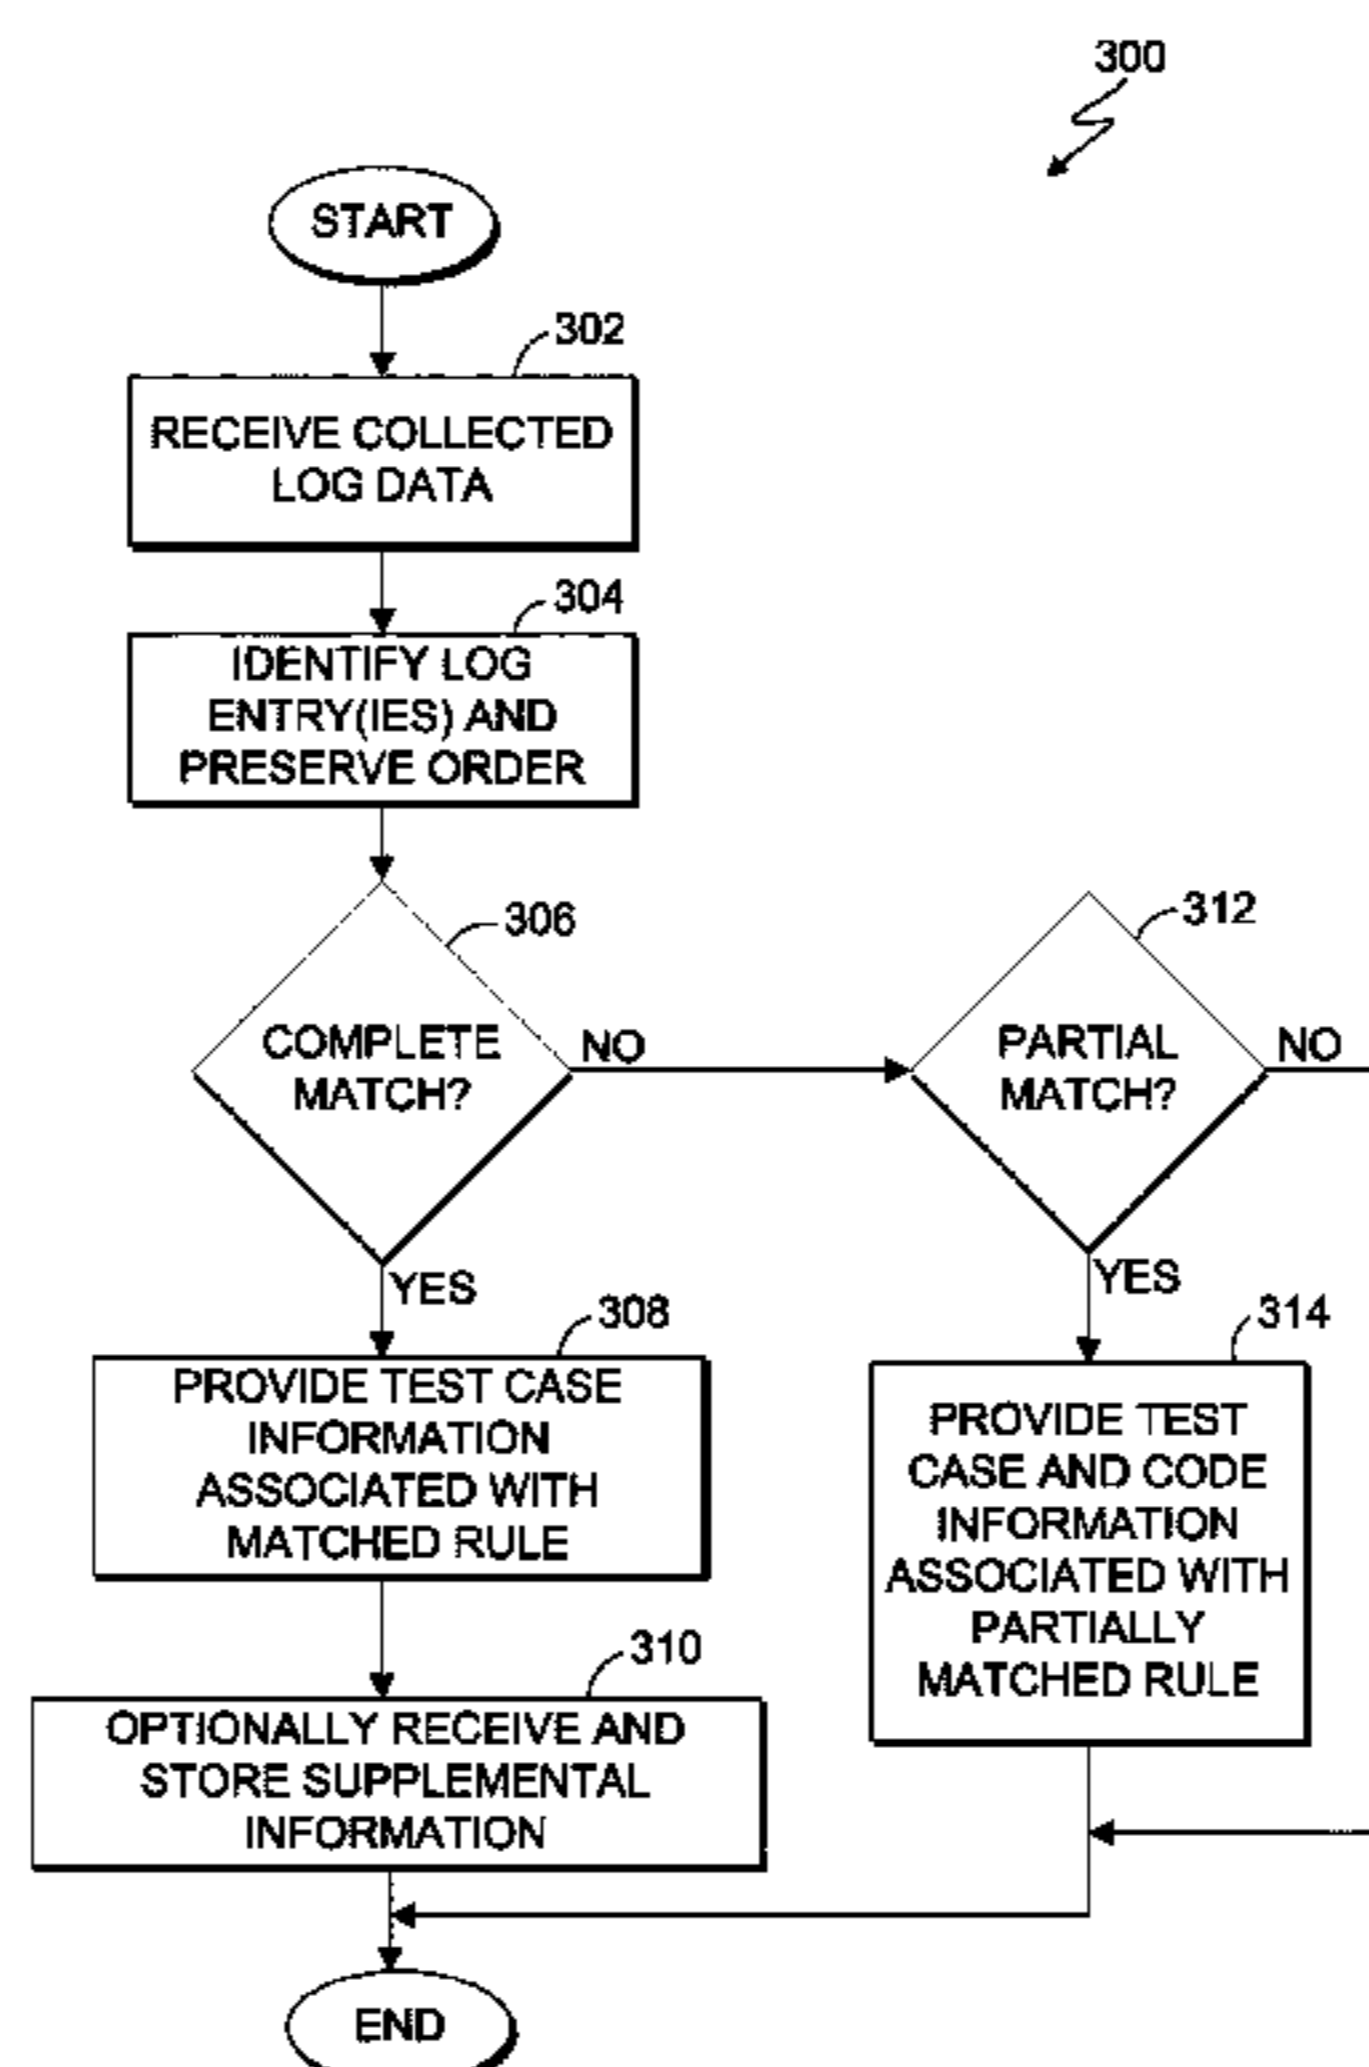 300
START
302
RECEIVE COLLECTED
LOG DATA
304
IDENTIFY LOG
ENTRY(IES) AND
PRESERVE ORDER
306
COMPLETE
MATCH?
NO
312
PARTIAL
MATCH?
NO
YES
YES
308
PROVIDE TEST CASE
INFORMATION
ASSOCIATED WITH
MATCHED RULE
314
PROVIDE TEST
CASE AND CODE
INFORMATION
ASSOCIATED WITH
PARTIALLY
MATCHED RULE
310
OPTIONALLY RECEIVE AND
STORE SUPPLEMENTAL
INFORMATION
END